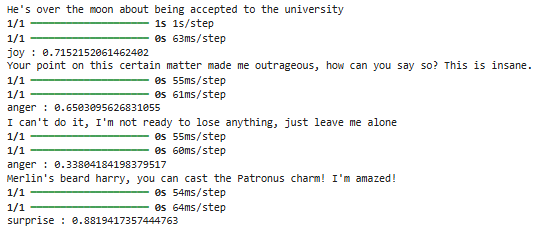 He's over the moon about being accepted to the university
1/1 ━━━━━━━━━━━━━━━━━━━━ 1s 1s/step
1/1 ━━━━━━━━━━━━━━━━━━━━ 0s 63ms/step
joy : 0.7152152061462402
Your point on this certain matter made me outrageous, how can you say so? This is insane.
1/1 ━━━━━━━━━━━━━━━━━━━━ 0s 55ms/step
1/1 ━━━━━━━━━━━━━━━━━━━━ 0s 61ms/step
anger : 0.6503095626831055
I can't do it, I'm not ready to lose anything, just leave me alone
1/1 ━━━━━━━━━━━━━━━━━━━━ 0s 55ms/step
1/1 ━━━━━━━━━━━━━━━━━━━━ 0s 60ms/step
anger : 0.33804184198379517
Merlin's beard harry, you can cast the Patronus charm! I'm amazed!
1/1 ━━━━━━━━━━━━━━━━━━━━ 0s 54ms/step
1/1 ━━━━━━━━━━━━━━━━━━━━ 0s 64ms/step
surprise : 0.8819417357444763